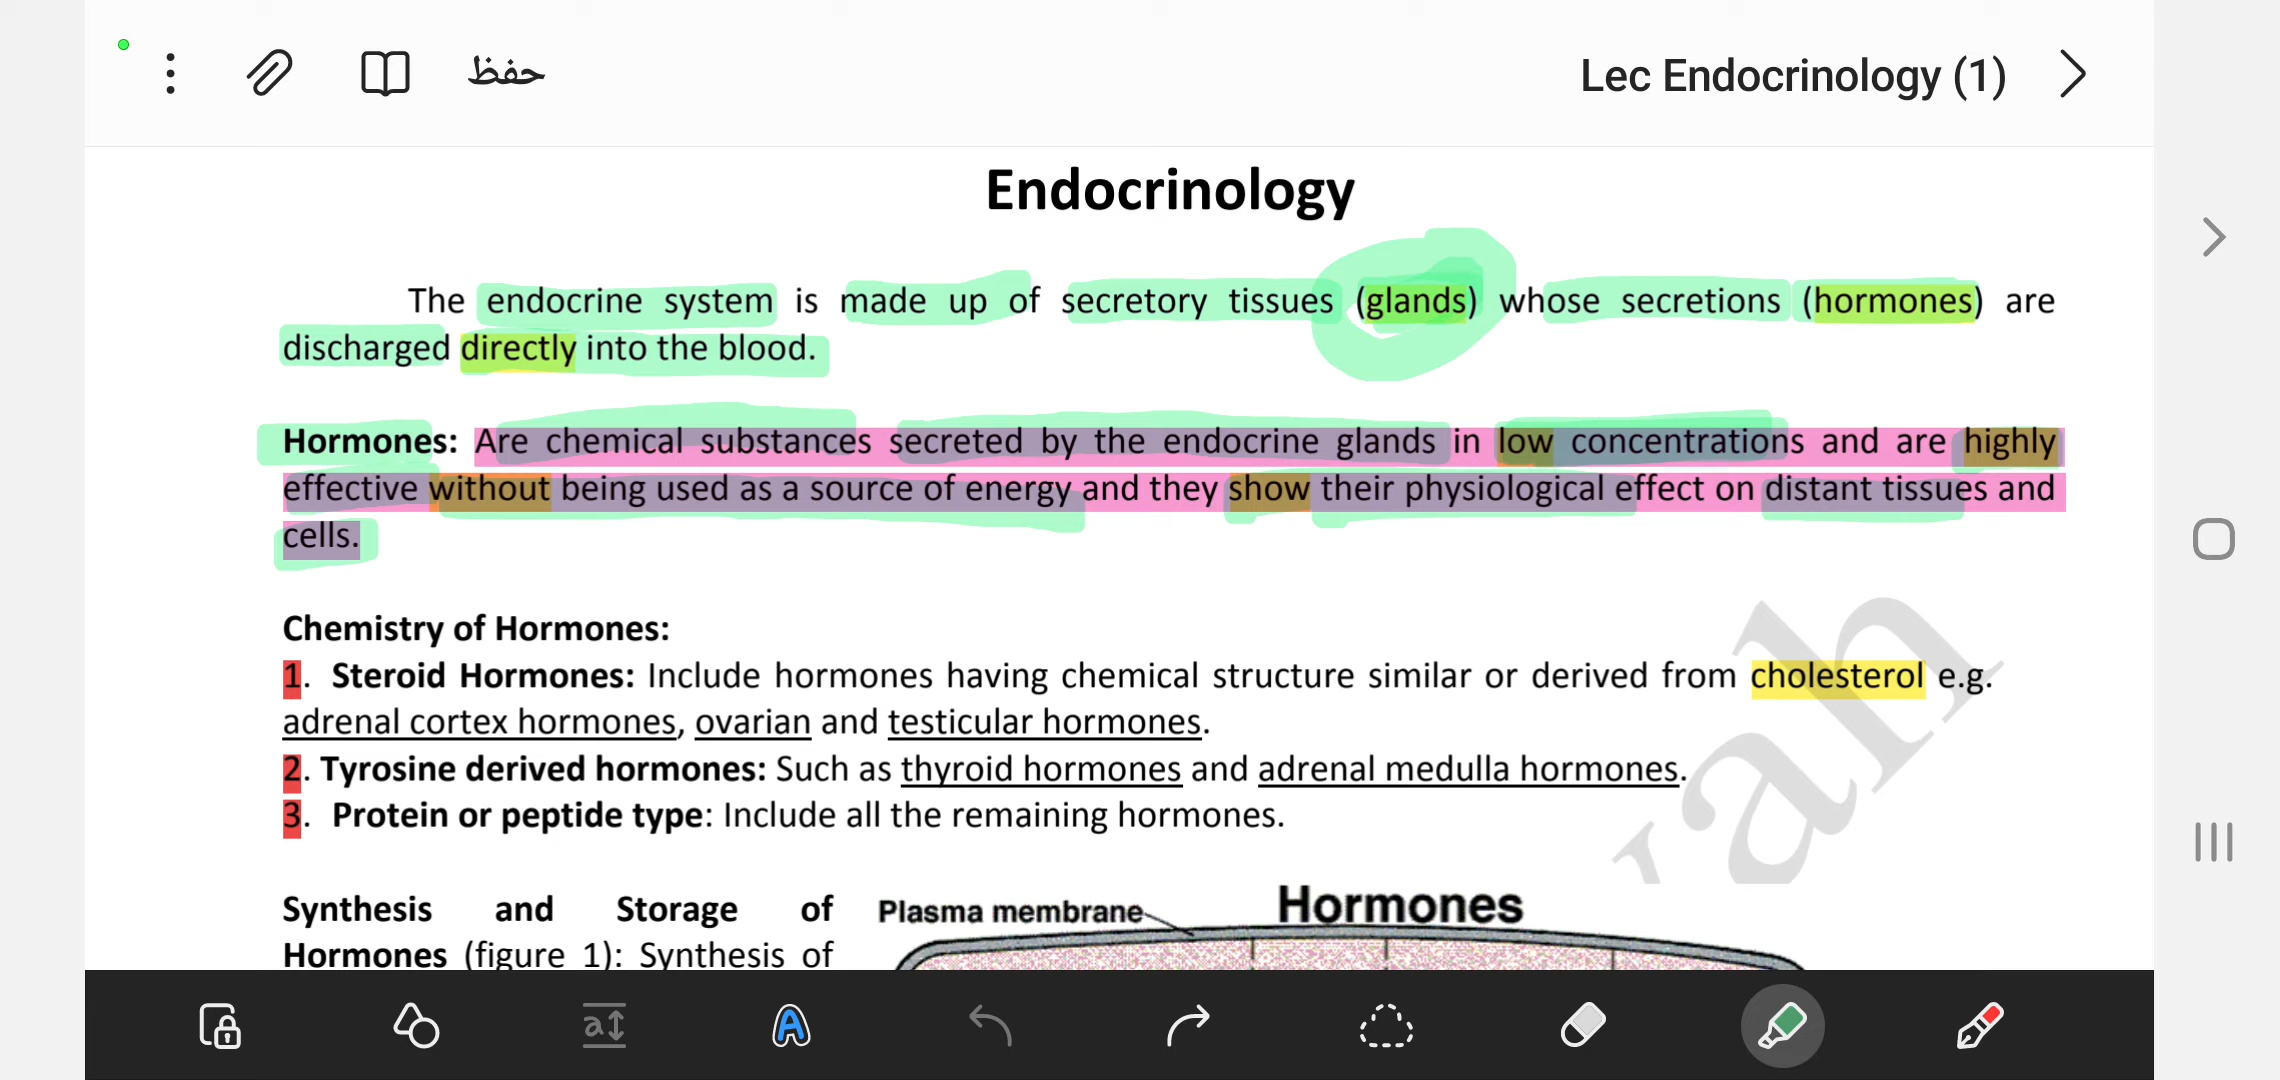 حفظ
Lec Endocrinology (1)
Endocrinology
The endocrine system is made up of secretory tissues (glands) whose secretions (hormones) are
discharged directly into the blood.
Hormones: Are chemical substances secreted by the endocrine glands in low concentrations and are highly
effective without being used as a source of energy and they show their physiological effect on distant tissues and
cells.
Chemistry of Hormones:
1. Steroid Hormones: Include hormones having chemical structure similar or derived from cholesterol e.g.
adrenal cortex hormones, ovarian and testicular hormones.
2. Tyrosine derived hormones: Such as thyroid hormones and adrenal medulla hormones.
3. Protein or peptide type: Include all the remaining hormones.
Synthesis and Storage of
Hormones (figure 1): Synthesis of
Plasma membrane
Hormones